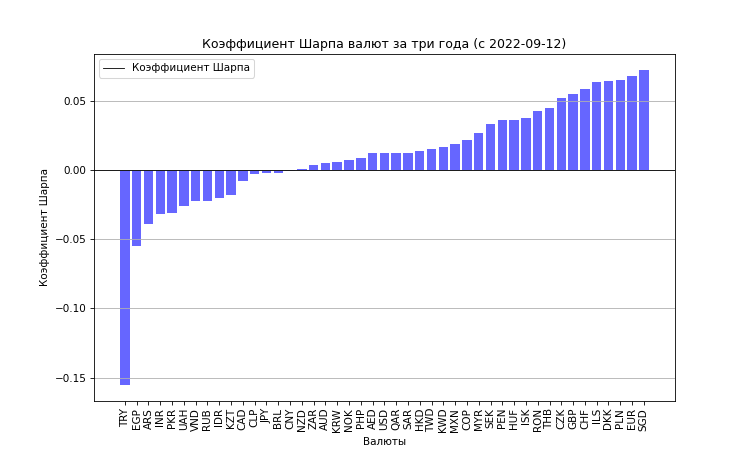 Коэффициент Шарпа валют за три года (с 2022-09-12)
Коэффициент Шарпа
Коэффициент Шарпа
0.05
0.00
−0.05
−0.10
−0.15
TRY EGP ARS INR PKR UAH VND RUB IDR KZT CAD CLP JPY BRL CNY NZD ZAR AUD KRW NOK PHP AED USD QAR SAR HKD TWD KWD MXN COP MYR SEK PEN HUF ISK RON THB CZK GBP CHF ILS DKK PLN EUR SGD
Валюты